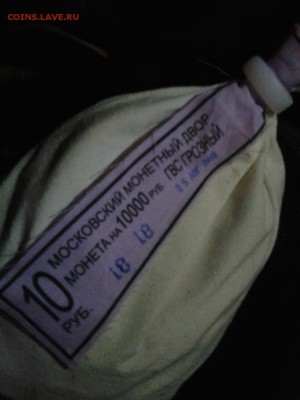 COINS.LAVE.RU
МОСКОВСКИЙ МОНЕТНЫЙ ДВОР
МОНЕТА НА 10000 РУБ.
ГВС ГРОЗНЫЙ
10
РУБ.
18 18